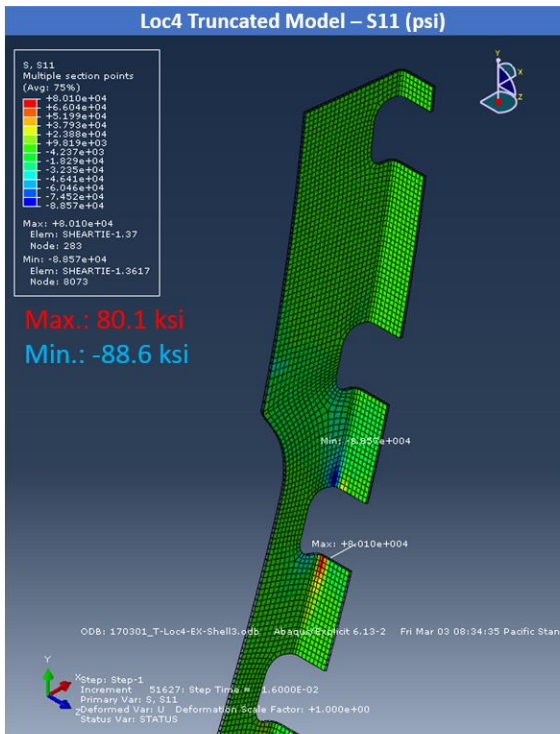 Loc4 Truncated Model – S11 (psi)
S, S11
Multiple section points
(Avg: 75%)
+8.010e+04
+6.604e+04
+5.199e+04
+3.793e+04
+2.388e+04
+9.819e+03
-4.237e+03
-1.829e+04
-3.235e+04
-4.641e+04
-6.046e+04
-7.452e+04
-8.857e+04
Max: +8.010e+04
Elem: SHEARTIE-1.37
Node: 283
Min: -8.857e+04
Elem: SHEARTIE-1.3617
Node: 8073
Y
X
Z
Max.: 80.1 ksi
Min.: -88.6 ksi
Min: -8.857e+004
Max: +8.010e+004
ODB: 170301_T-Loc4-EX-Shell3.odb Abaqus/Explicit 6.13-2 Fri Mar 03 08:34:35 Pacific Stan
Y
X
Z
Step: Step-1
Increment 51627: Step Time = 1.6000E-02
Primary Var: S, S11
Deformed Var: U Deformation Scale Factor: +1.000e+00
Status Var: STATUS